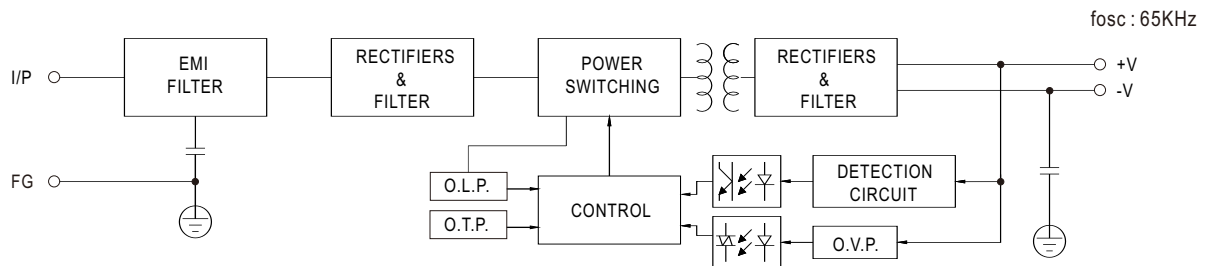 fosc : 65KHz
I/P
EMI
FILTER
RECTIFIERS
&
FILTER
POWER
SWITCHING
RECTIFIERS
&
FILTER
+V
-V
FG
O.L.P.
O.T.P.
CONTROL
DETECTION
CIRCUIT
O.V.P.